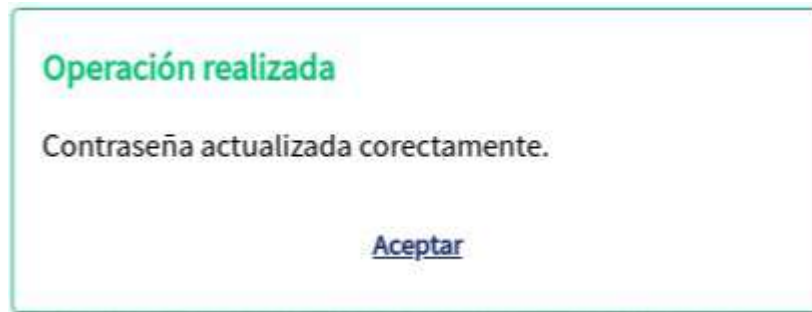 Operación realizada
Contraseña actualizada corectamente.
Aceptar